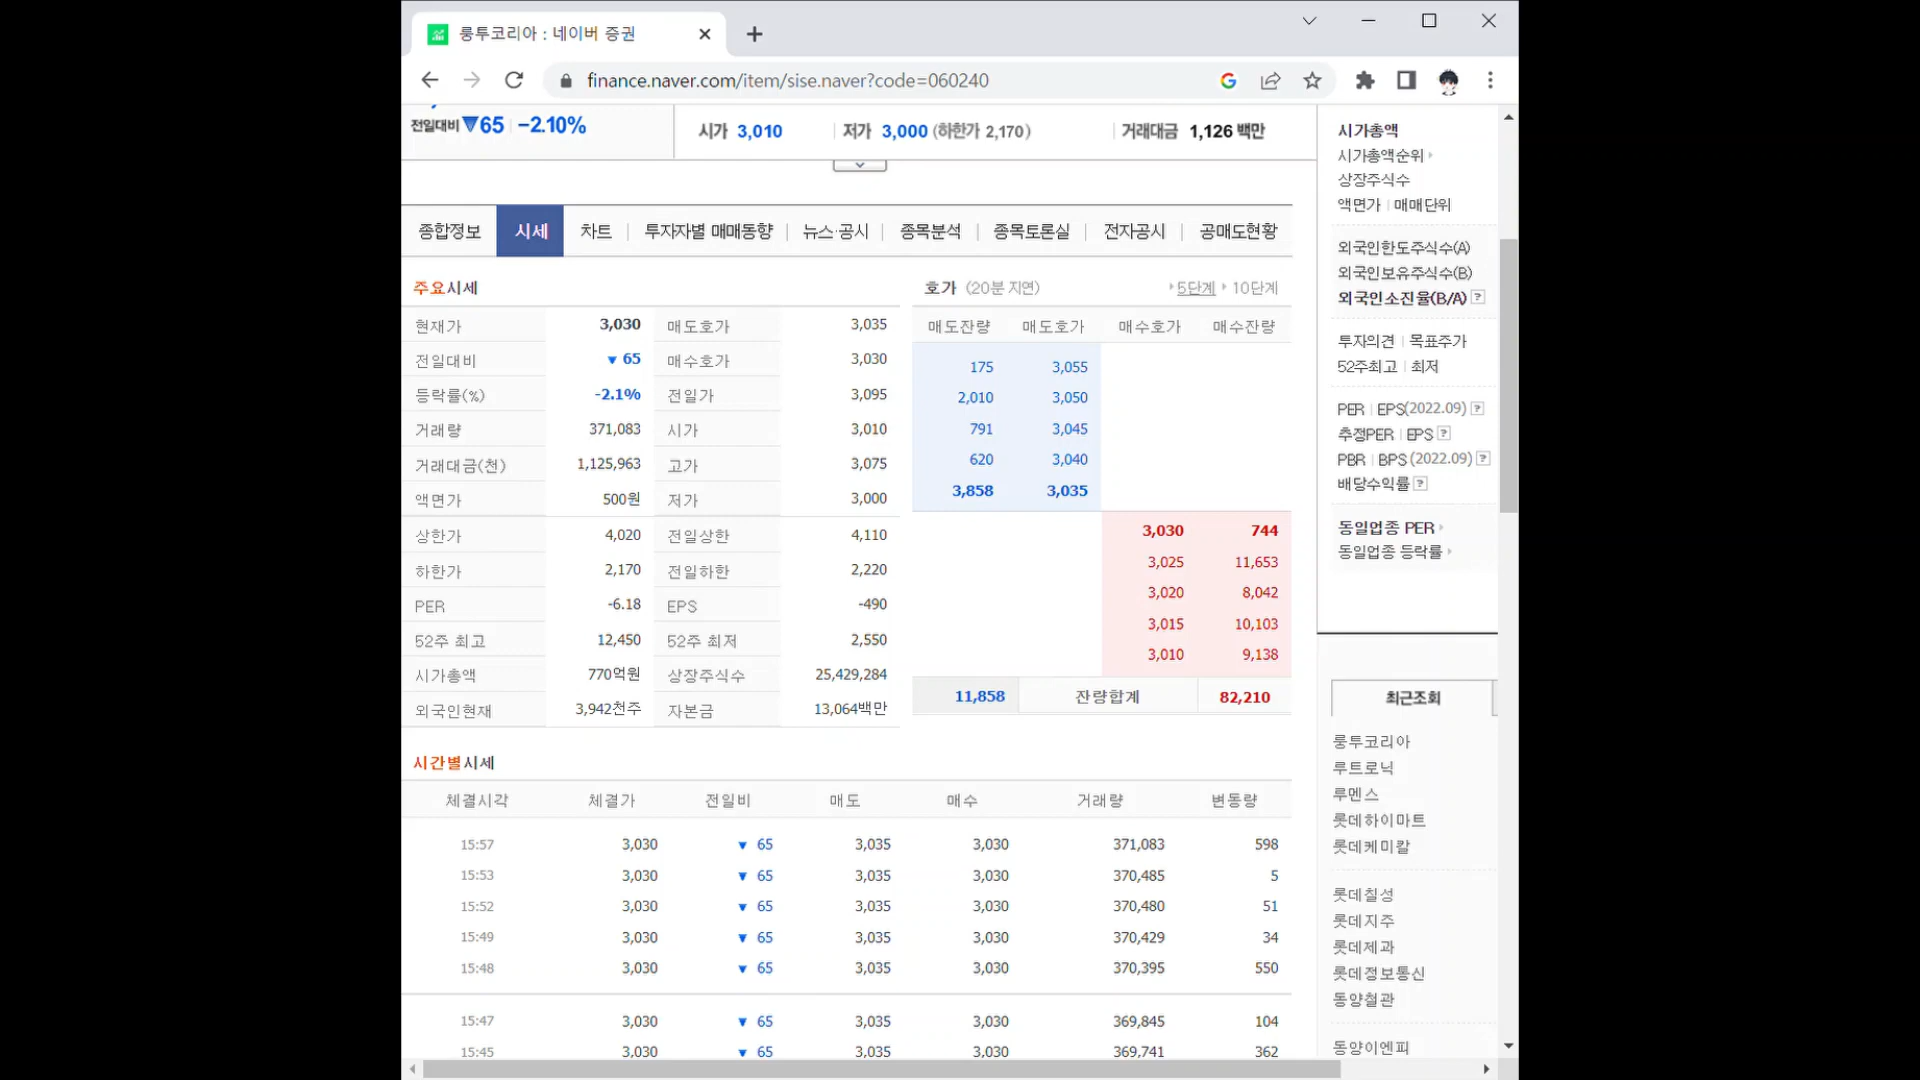 룽투코리아 : 네이버 증권
finance.naver.com/item/sise.naver?code=060240
전일대비 ▼65 -2.10% 시가 3,010 저가 3,000 (하한가 2,170) 거래대금 1,126 백만
종합정보 시세 차트 투자자별 매매동향 뉴스·공시 종목분석 종목토론실 전자공시 공매도현황
주요시세
현재가 3,030 매도호가 3,035
전일대비 ▼ 65 매수호가 3,030
등락률(%) -2.1% 전일가 3,095
거래량 371,083 시가 3,010
거래대금(천) 1,125,963 고가 3,075
액면가 500원 저가 3,000
상한가 4,020 전일상한 4,110
하한가 2,170 전일하한 2,220
PER -6.18 EPS -490
52주 최고 12,450 52주 최저 2,550
시가총액 770억원 상장주식수 25,429,284
외국인현재 3,942천주 자본금 13,064백만
호가 (20분 지연) 5단계 10단계
매도잔량 매도호가 매수호가 매수잔량
175 3,055
2,010 3,050
791 3,045
620 3,040
3,858 3,035
3,030 744
3,025 11,653
3,020 8,042
3,015 10,103
3,010 9,138
11,858 잔량합계 82,210
시간별시세
체결시각 체결가 전일비 매도 매수 거래량 변동량
15:57 3,030 ▼ 65 3,035 3,030 371,083 598
15:53 3,030 ▼ 65 3,035 3,030 370,485 5
15:52 3,030 ▼ 65 3,035 3,030 370,480 51
15:49 3,030 ▼ 65 3,035 3,030 370,429 34
15:48 3,030 ▼ 65 3,035 3,030 370,395 550
15:47 3,030 ▼ 65 3,035 3,030 369,845 104
15:45 3,030 ▼ 65 3,035 3,030 369,741 362
시가총액
시가총액순위
상장주식수
액면가 | 매매단위
외국인한도주식수(A)
외국인보유주식수(B)
외국인소진율(B/A) ?
투자의견 | 목표주가
52주최고 | 최저
PER | EPS(2022.09) ?
추정PER | EPS ?
PBR | BPS (2022.09) ?
배당수익률 ?
동일업종 PER
동일업종 등락률
최근조회
룽투코리아
루트로닉
루멘스
롯데하이마트
롯데케미칼
롯데칠성
롯데지주
롯데제과
롯데정보통신
동양철관
동양이엔피